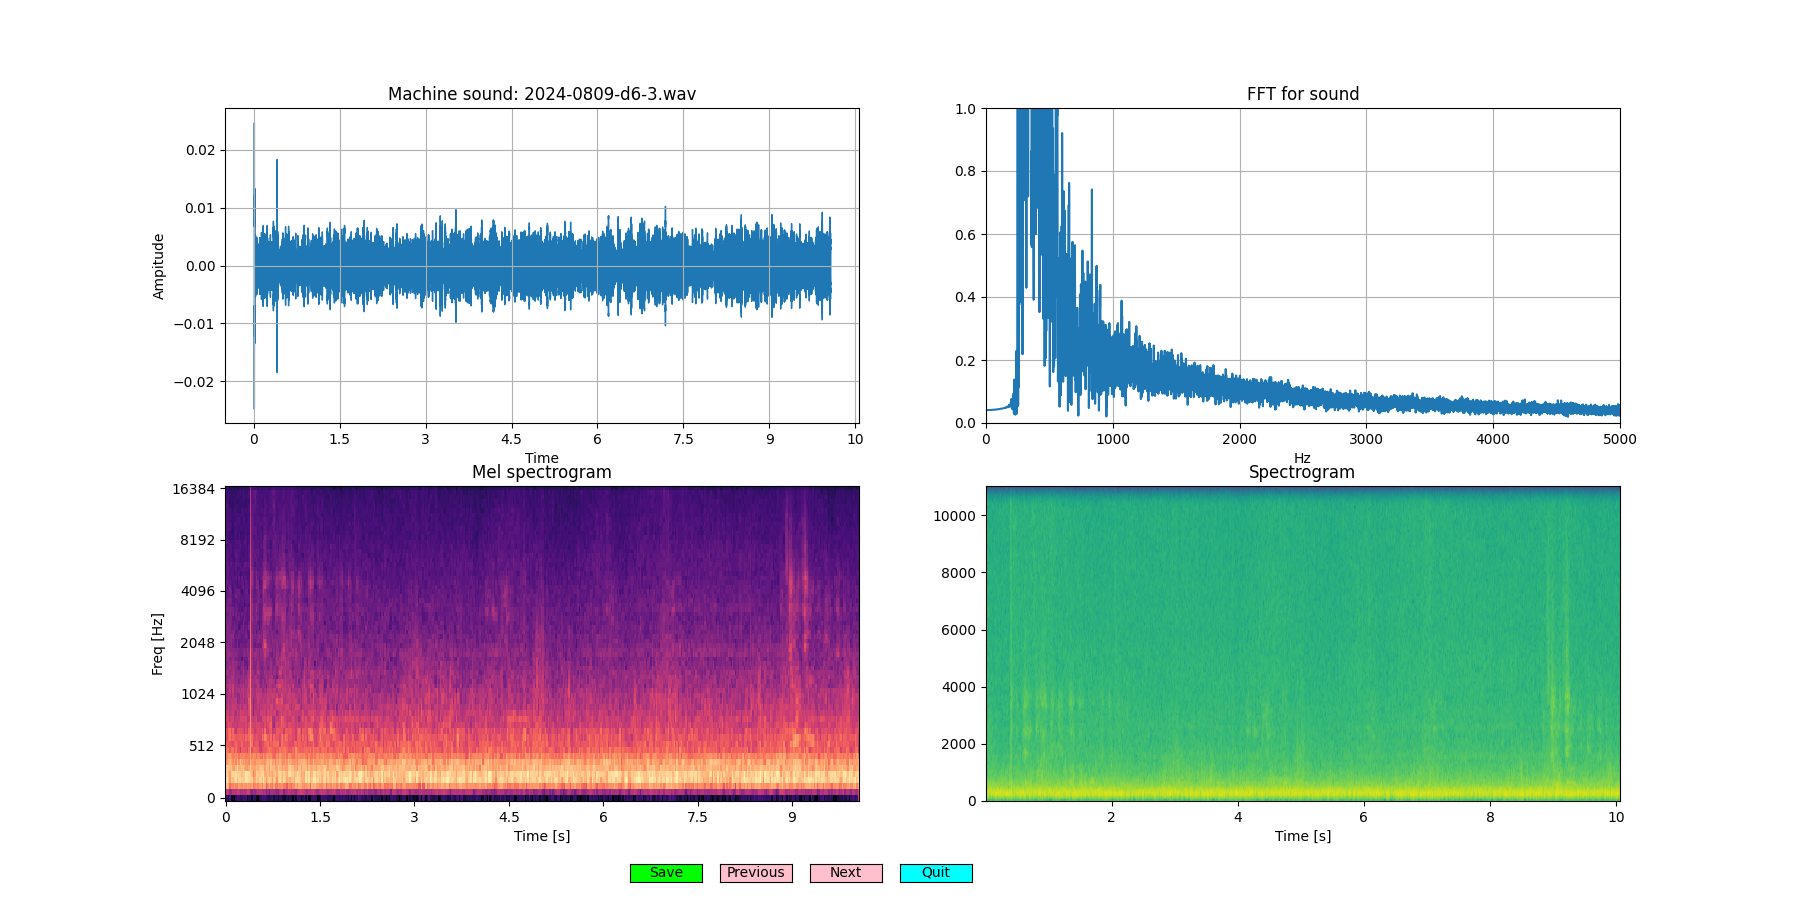 Machine sound: 2024-0809-d6-3.wav
0.02
0.01
0.00
−0.01
−0.02
Ampitude
0 1.5 3 4.5 6 7.5 9 10
Time
FFT for sound
1.0
0.8
0.6
0.4
0.2
0.0
0 1000 2000 3000 4000 5000
Hz
Mel spectrogram
16384
8192
4096
2048
1024
512
0
Freq [Hz]
0 1.5 3 4.5 6 7.5 9
Time [s]
Spectrogram
10000
8000
6000
4000
2000
0
2 4 6 8 10
Time [s]
Save Previous Next Quit